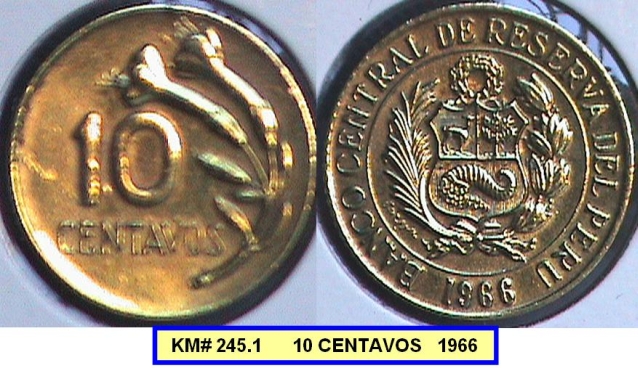 10
CENTAVOS
BANCO CENTRAL DE RESERVA DEL PERU
1966
KM# 245.1 10 CENTAVOS 1966